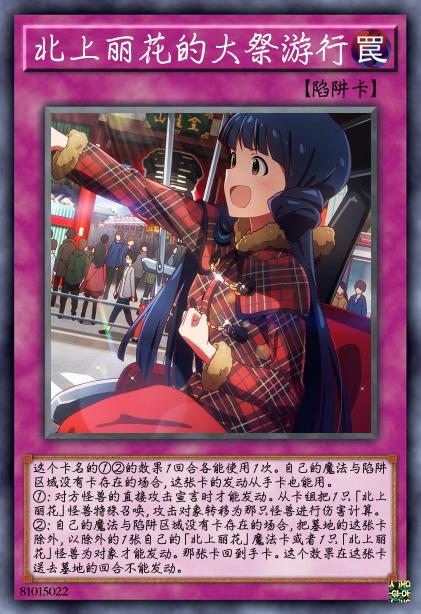 北上丽花的大祭游行
罠
【陷阱卡】
这个卡名的①②的效果1回合各能使用1次。自己的魔法与陷阱
区域没有卡存在的场合,这张卡的发动从手卡也能用。
①:对方怪兽的直接攻击宣言时才能发动。从卡组把1只「北上
丽花」怪兽特殊召唤,攻击对象转移为那只怪兽进行伤害计算。
②:自己的魔法与陷阱区域没有卡存在的场合,把墓地的这张卡
除外,以除外的1张自己的「北上丽花」魔法卡或者1只「北上丽
花」怪兽为对象才能发动。那张卡回到手卡。这个效果在这张卡
送去墓地的回合不能发动。
81015022